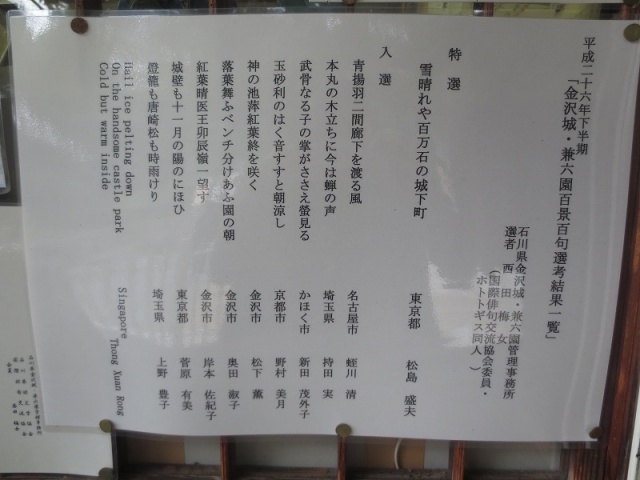 平成二十六年下半期
「金沢城・兼六園百景百句選考結果一覧」
石川県金沢城・兼六園管理事務所
選者 西田梅女
（国際俳句交流協会委員・
ホトトギス同人）
特選
雪晴れや百万石の城下町 東京都 松島 盛夫
入選
青揚羽二間廊下を渡る風 名古屋市 蛭川 清
本丸の木立ちに今は蝉の声 埼玉県 持田 実
武骨なる子の掌がささえ螢見る かほく市 新田 茂外子
玉砂利のはく音すすと朝涼し 京都市 野村 美月
神の池萍紅葉終を咲く 金沢市 松下 薫
落葉舞ふベンチ分けあふ園の朝 金沢市 奥田 淑子
紅葉晴医王卯辰嶺一望す 金沢市 岸本 佐紀子
城壁も十一月の陽のにほひ 東京都 菅原 有美
燈籠も唐崎松も時雨けり 埼玉県 上野 豊子
Hail ice pelting down
On the handsome castle park
Cold but warm inside
Singapore Thong Xuan Rong